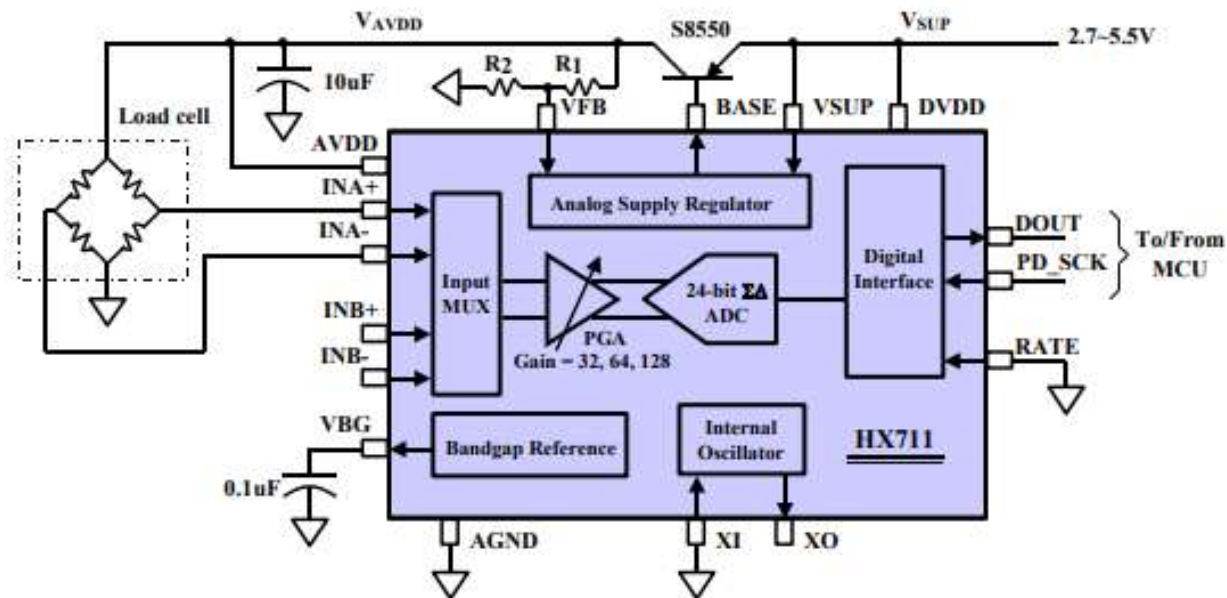 V_AVDD
S8550
V_SUP
2.7~5.5V
R2
R1
10uF
VFB
BASE
VSUP
DVDD
Load cell
AVDD
INA+
Analog Supply Regulator
INA-
DOUT
To/From
MCU
PD_SCK
Input
MUX
24-bit ΣΔ
ADC
Digital
Interface
INB+
PGA
Gain = 32, 64, 128
INB-
RATE
VBG
Bandgap Reference
Internal
Oscillator
HX711
0.1uF
AGND
XI
XO